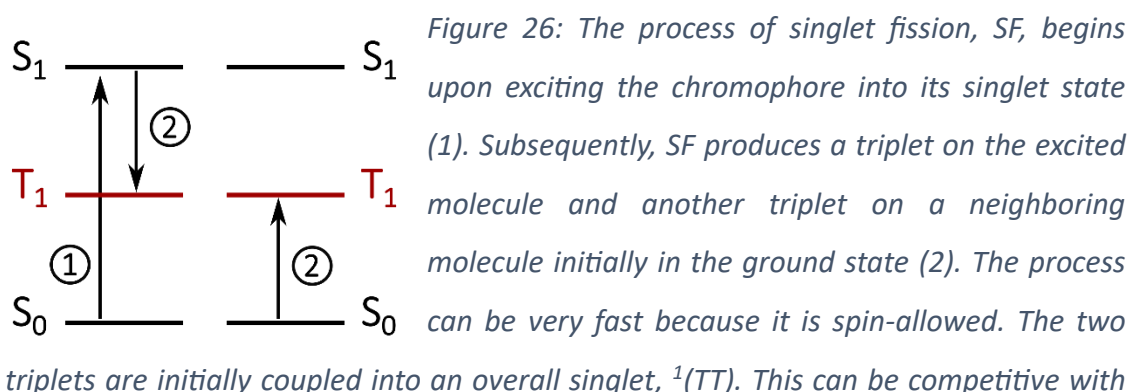 S1 S1
②
T1 T1
① ②
S0 S0
Figure 26: The process of singlet fission, SF, begins
upon exciting the chromophore into its singlet state
(1). Subsequently, SF produces a triplet on the excited
molecule and another triplet on a neighboring
molecule initially in the ground state (2). The process
can be very fast because it is spin-allowed. The two
triplets are initially coupled into an overall singlet, ¹(TT). This can be competitive with